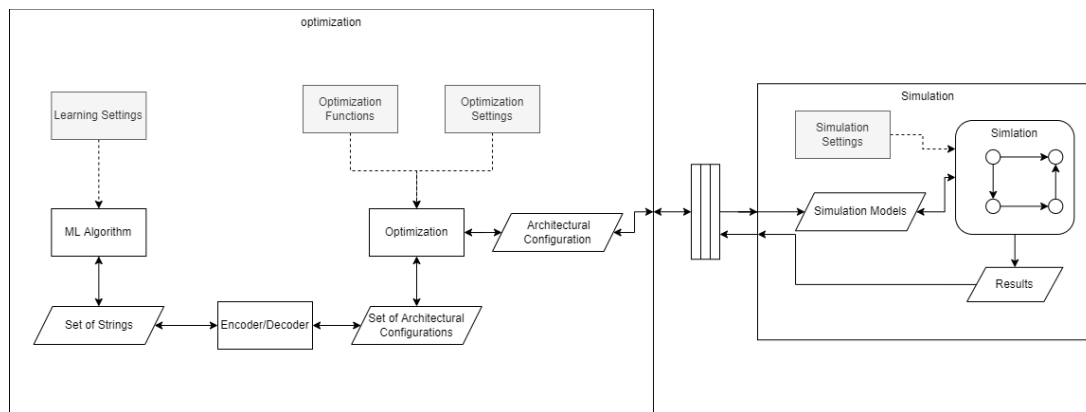 optimization
Learning Settings
Optimization
Functions
Optimization
Settings
ML Algorithm
Optimization
Architectural
Configuration
Set of Strings
Encoder/Decoder
Set of Architectural
Configurations
Simulation
Simulation
Settings
Simlation
Simulation Models
Results